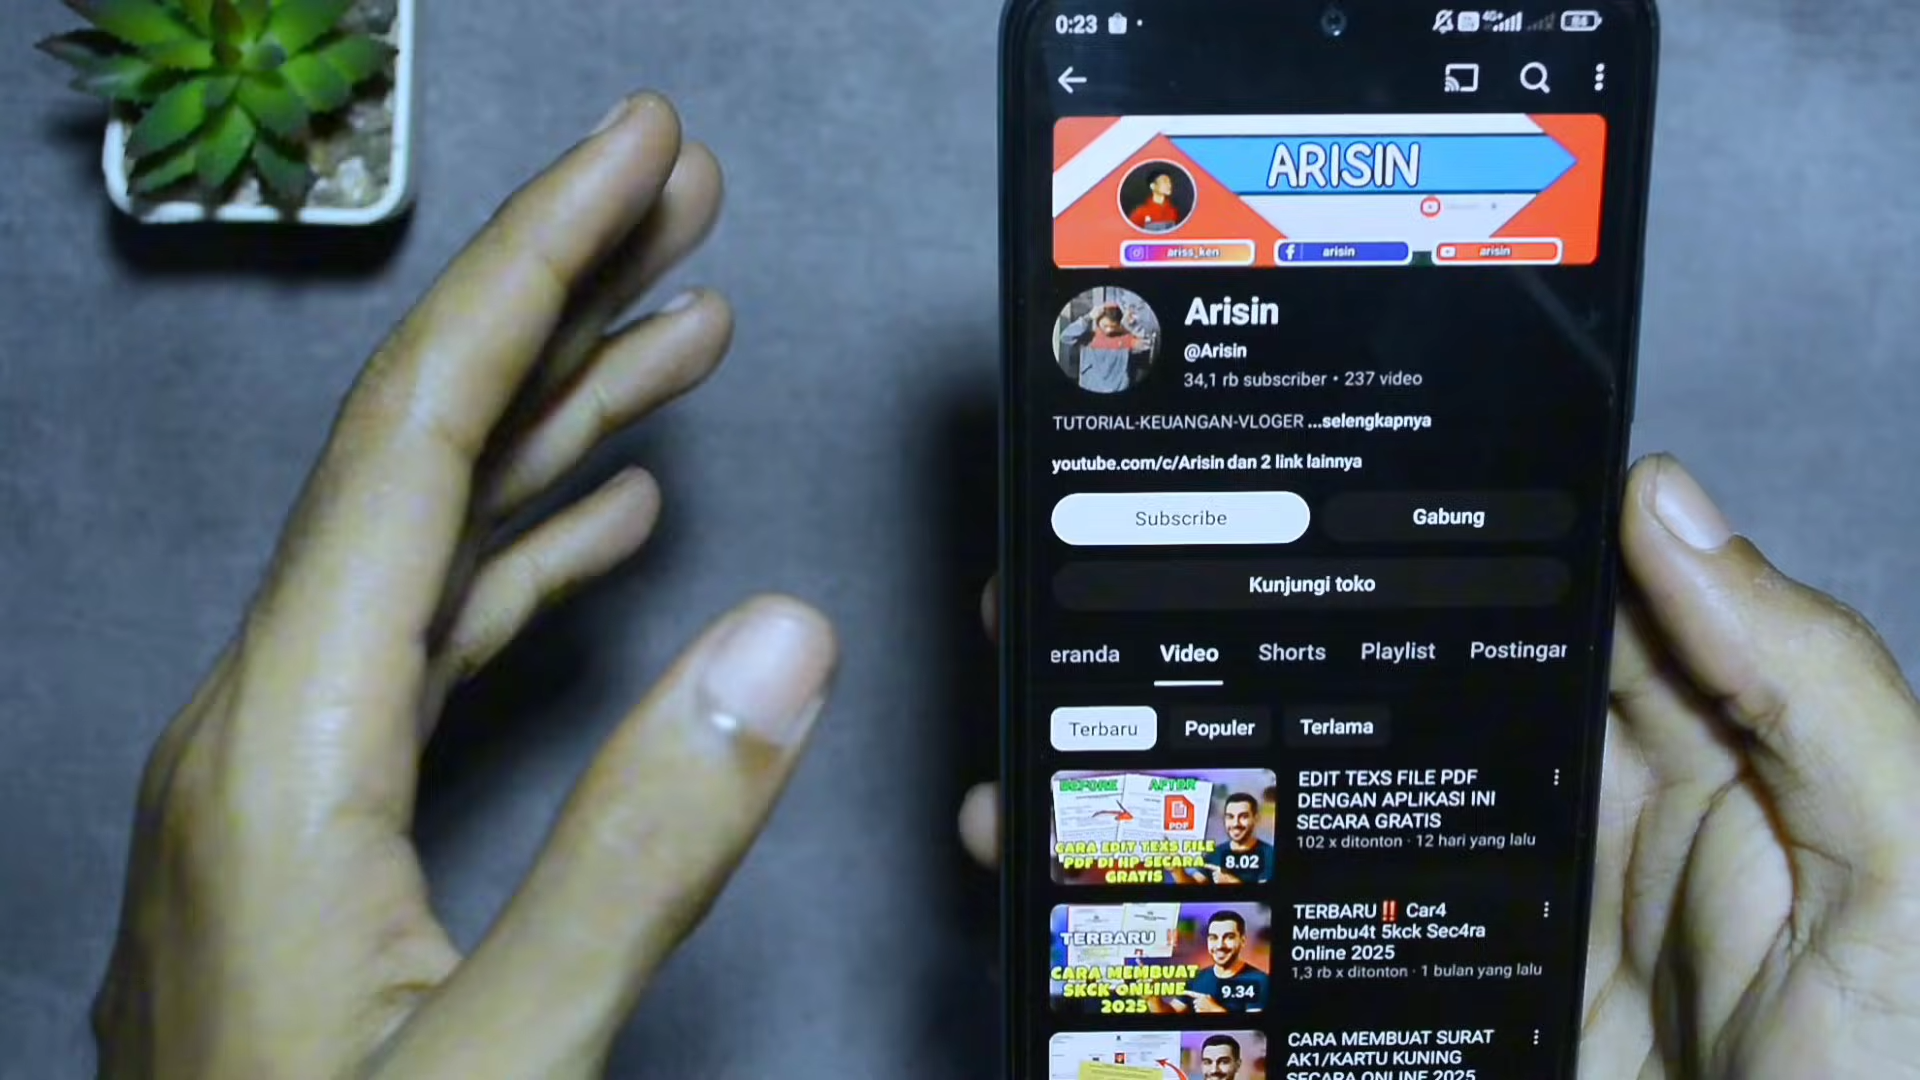 0:23
84
ARISIN
ariss_ken
arisin
arisin
Arisin
@Arisin
34,1 rb subscriber • 237 video
TUTORIAL-KEUANGAN-VLOGER ...selengkapnya
youtube.com/c/Arisin dan 2 link lainnya
Subscribe
Gabung
Kunjungi toko
eranda
Video
Shorts
Playlist
Postingar
Terbaru
Populer
Terlama
BEFORE
AFTER
PDF
CARA EDIT TEXS FILE
PDF DI HP SECARA
GRATIS
8.02
EDIT TEXS FILE PDF
DENGAN APLIKASI INI
SECARA GRATIS
102 x ditonton · 12 hari yang lalu
TERBARU
CARA MEMBUAT
SKCK ONLINE
2025
9.34
TERBARU‼️ Car4
Membu4t 5kck Sec4ra
Online 2025
1,3 rb x ditonton · 1 bulan yang lalu
CARA MEMBUAT SURAT
AK1/KARTU KUNING
SECARA ONLINE 2025